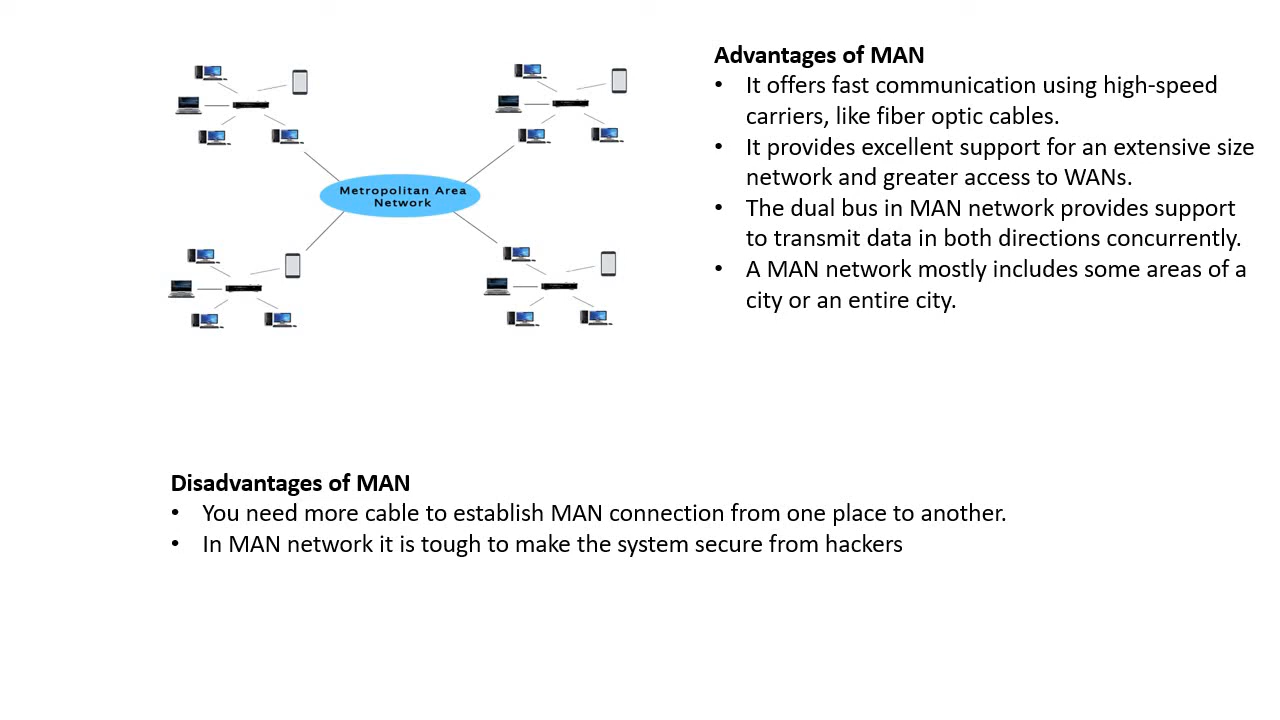 Metropolitan Area
Network
Advantages of MAN
• It offers fast communication using high-speed
carriers, like fiber optic cables.
• It provides excellent support for an extensive size
network and greater access to WANs.
• The dual bus in MAN network provides support
to transmit data in both directions concurrently.
• A MAN network mostly includes some areas of a
city or an entire city.
Disadvantages of MAN
• You need more cable to establish MAN connection from one place to another.
• In MAN network it is tough to make the system secure from hackers